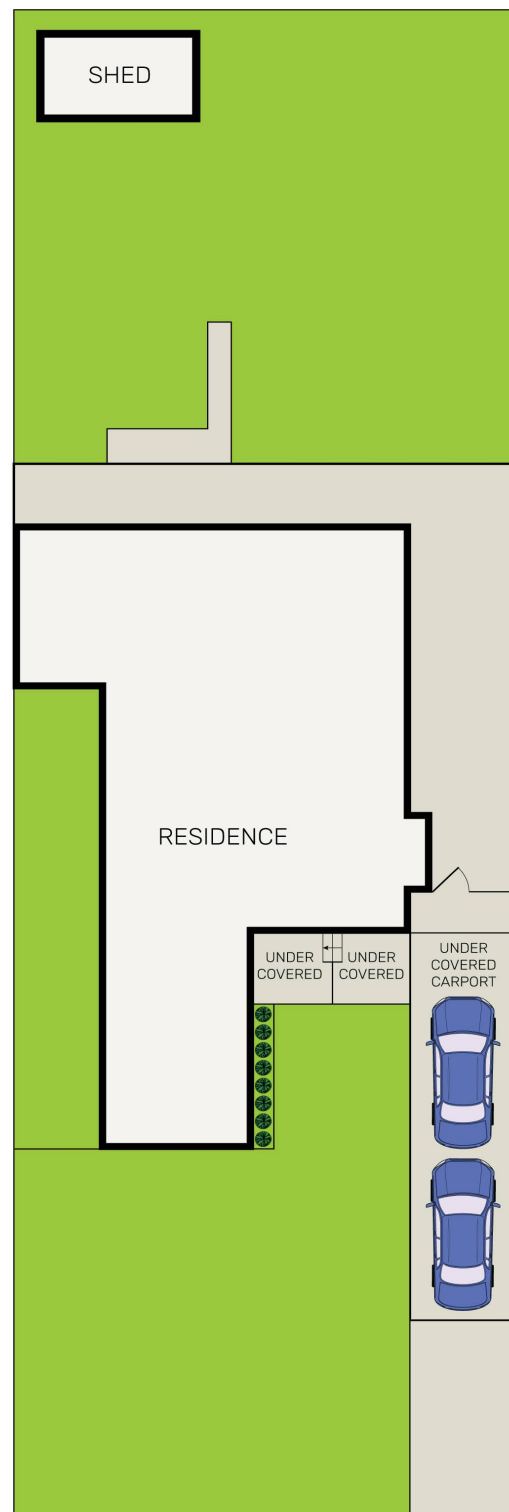 SHED
RESIDENCE
UNDER
COVERED
UNDER
COVERED
UNDER
COVERED
CARPORT